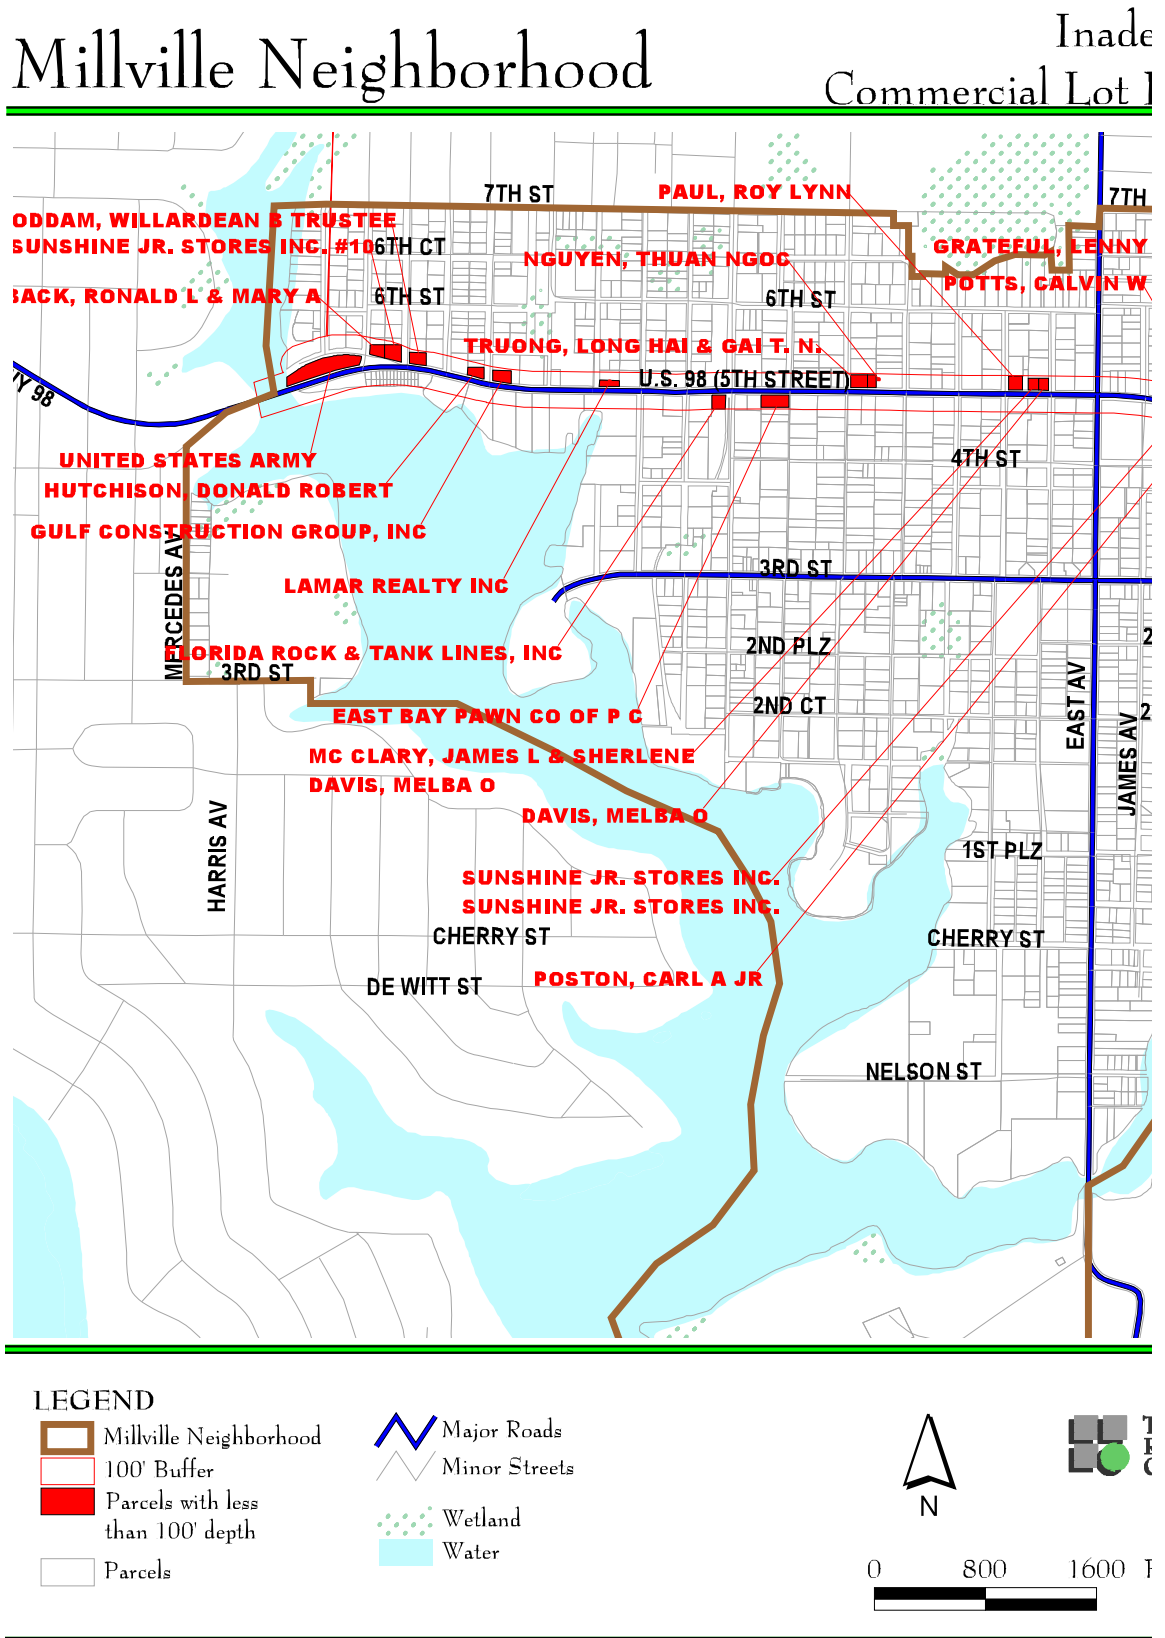 Millville Neighborhood
Inade
Commercial Lot
7TH ST
PAUL, ROY LYNN
7TH
ODDAM, WILLARDEAN B TRUSTEE
SUNSHINE JR. STORES INC. #10
6TH CT
GRATEFUL, LENNY
NGUYEN, THUAN NGOC
POTTS, CALVIN W
BACK, RONALD L & MARY A
6TH ST
6TH ST
TRUONG, LONG HAI & GAI T. N.
U.S. 98 (5TH STREET)
WY 98
4TH ST
UNITED STATES ARMY
HUTCHISON, DONALD ROBERT
GULF CONSTRUCTION GROUP, INC
MERCEDES AV
3RD ST
LAMAR REALTY INC
2ND PLZ
2
FLORIDA ROCK & TANK LINES, INC
3RD ST
2ND CT
2
EAST AV
JAMES AV
EAST BAY PAWN CO OF P C
MC CLARY, JAMES L & SHERLENE
DAVIS, MELBA O
DAVIS, MELBA O
HARRIS AV
1ST PLZ
SUNSHINE JR. STORES INC.
SUNSHINE JR. STORES INC.
CHERRY ST
CHERRY ST
POSTON, CARL A JR
DE WITT ST
NELSON ST
LEGEND
Millville Neighborhood
100' Buffer
Parcels with less
than 100' depth
Parcels
Major Roads
Minor Streets
Wetland
Water
N
0 800 1600 F